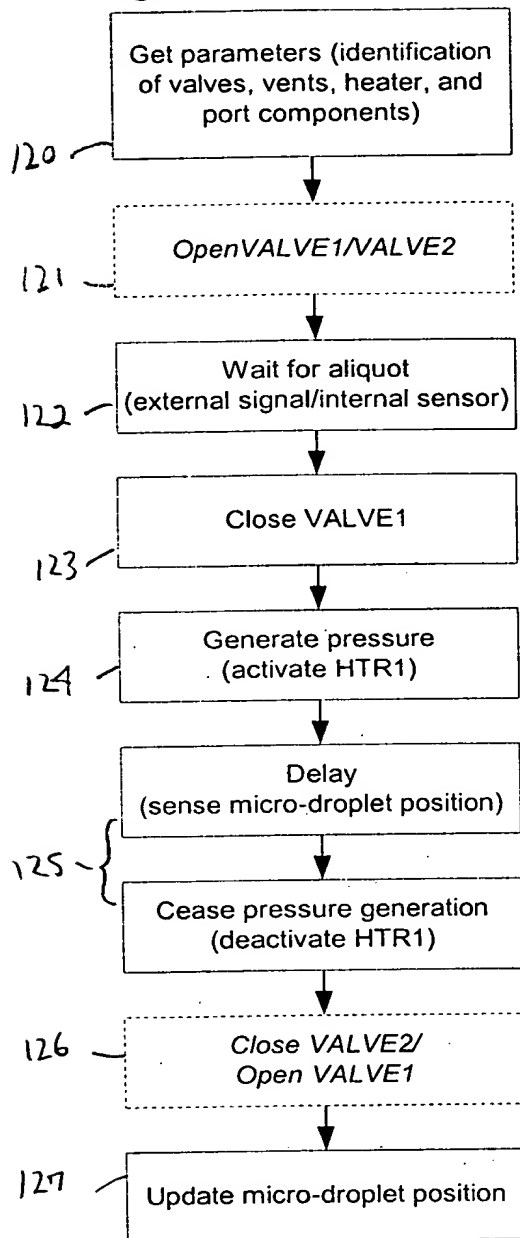 Get parameters (identification
of valves, vents, heater, and
port components)
120
OpenVALVE1/VALVE2
121
Wait for aliquot
(external signal/internal sensor)
122
Close VALVE1
123
Generate pressure
(activate HTR1)
124
Delay
(sense micro-droplet position)
125
Cease pressure generation
(deactivate HTR1)
126
Close VALVE2/
Open VALVE1
127
Update micro-droplet position